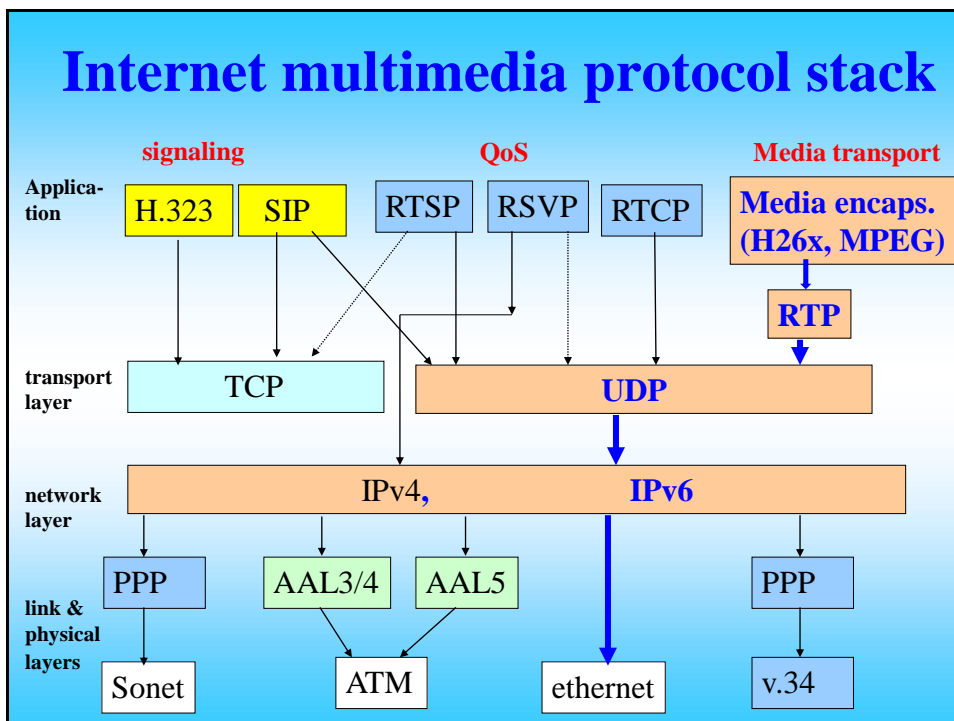 Internet multimedia protocol stack
signaling
QoS
Media transport
Applica-
tion
H.323
SIP
RTSP
RSVP
RTCP
Media encaps.
(H26x, MPEG)
RTP
transport
layer
TCP
UDP
network
layer
IPv4, IPv6
PPP
AAL3/4
AAL5
PPP
link &
physical
layers
Sonet
ATM
ethernet
v.34